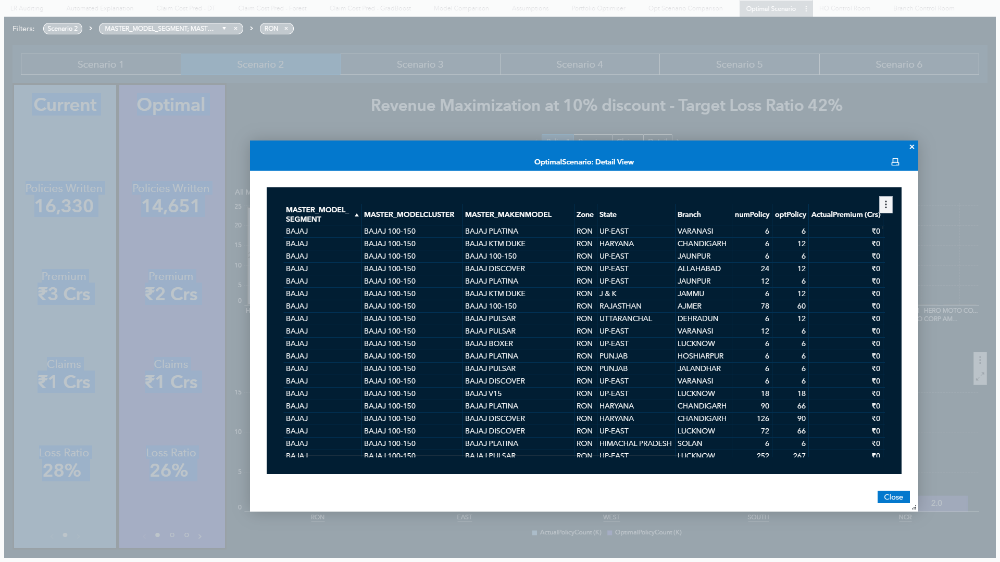 LR Auditing Automated Explanation Claim Cost Pred - DT Claim Cost Pred - Forest Claim Cost Pred - GradBoost Model Comparison Assumptions Portfolio Optimiser Opt Scenario Comparison Optimal Scenario HO Control Room Branch Control Room
Filters: Scenario 2 > MASTER_MODEL_SEGMENT; MAST... > RON
Scenario 1 Scenario 2 Scenario 3 Scenario 4 Scenario 5 Scenario 6
Current
Policies Written
16,330
Premium
₹3 Crs
Claims
₹1 Crs
Loss Ratio
28%
Optimal
Policies Written
14,651
Premium
₹2 Crs
Claims
₹1 Crs
Loss Ratio
26%
Revenue Maximization at 10% discount - Target Loss Ratio 42%
OptimalScenario: Detail View
MASTER_MODEL_SEGMENT MASTER_MODELCLUSTER MASTER_MAKENMODEL Zone State Branch numPolicy optPolicy ActualPremium (Crs)
BAJAJ BAJAJ 100-150 BAJAJ PLATINA RON UP-EAST VARANASI 6 6 ₹0
BAJAJ BAJAJ 100-150 BAJAJ KTM DUKE RON HARYANA CHANDIGARH 6 12 ₹0
BAJAJ BAJAJ 100-150 BAJAJ 100-150 RON UP-EAST JAUNPUR 6 6 ₹0
BAJAJ BAJAJ 100-150 BAJAJ DISCOVER RON UP-EAST ALLAHABAD 24 12 ₹0
BAJAJ BAJAJ 100-150 BAJAJ PLATINA RON UP-EAST JAUNPUR 12 6 ₹0
BAJAJ BAJAJ 100-150 BAJAJ KTM DUKE RON J & K JAMMU 6 12 ₹0
BAJAJ BAJAJ 100-150 BAJAJ 100-150 RON RAJASTHAN AJMER 78 60 ₹0
BAJAJ BAJAJ 100-150 BAJAJ PULSAR RON UTTARANCHAL DEHRADUN 6 12 ₹0
BAJAJ BAJAJ 100-150 BAJAJ PULSAR RON UP-EAST VARANASI 12 6 ₹0
BAJAJ BAJAJ 100-150 BAJAJ BOXER RON UP-EAST LUCKNOW 6 6 ₹0
BAJAJ BAJAJ 100-150 BAJAJ PLATINA RON PUNJAB HOSHIARPUR 6 6 ₹0
BAJAJ BAJAJ 100-150 BAJAJ PULSAR RON PUNJAB JALANDHAR 6 6 ₹0
BAJAJ BAJAJ 100-150 BAJAJ DISCOVER RON UP-EAST VARANASI 6 6 ₹0
BAJAJ BAJAJ 100-150 BAJAJ V15 RON UP-EAST LUCKNOW 18 18 ₹0
BAJAJ BAJAJ 100-150 BAJAJ PLATINA RON HARYANA CHANDIGARH 90 66 ₹0
BAJAJ BAJAJ 100-150 BAJAJ DISCOVER RON HARYANA CHANDIGARH 126 90 ₹0
BAJAJ BAJAJ 100-150 BAJAJ DISCOVER RON UP-EAST LUCKNOW 72 66 ₹0
BAJAJ BAJAJ 100-150 BAJAJ PLATINA RON HIMACHAL PRADESH SOLAN 6 6 ₹0
BAJAJ BAJAJ 100-150 BAJAJ PULSAR RON UP-EAST LUCKNOW 252 267 ₹0
Close
All
25
20
15
10
5
0
HERO MOTO CO...
CORP AM...
15
10
5
0
2.0
RON EAST WEST SOUTH NCR
ActualPolicyCount (K) OptimalPolicyCount (K)